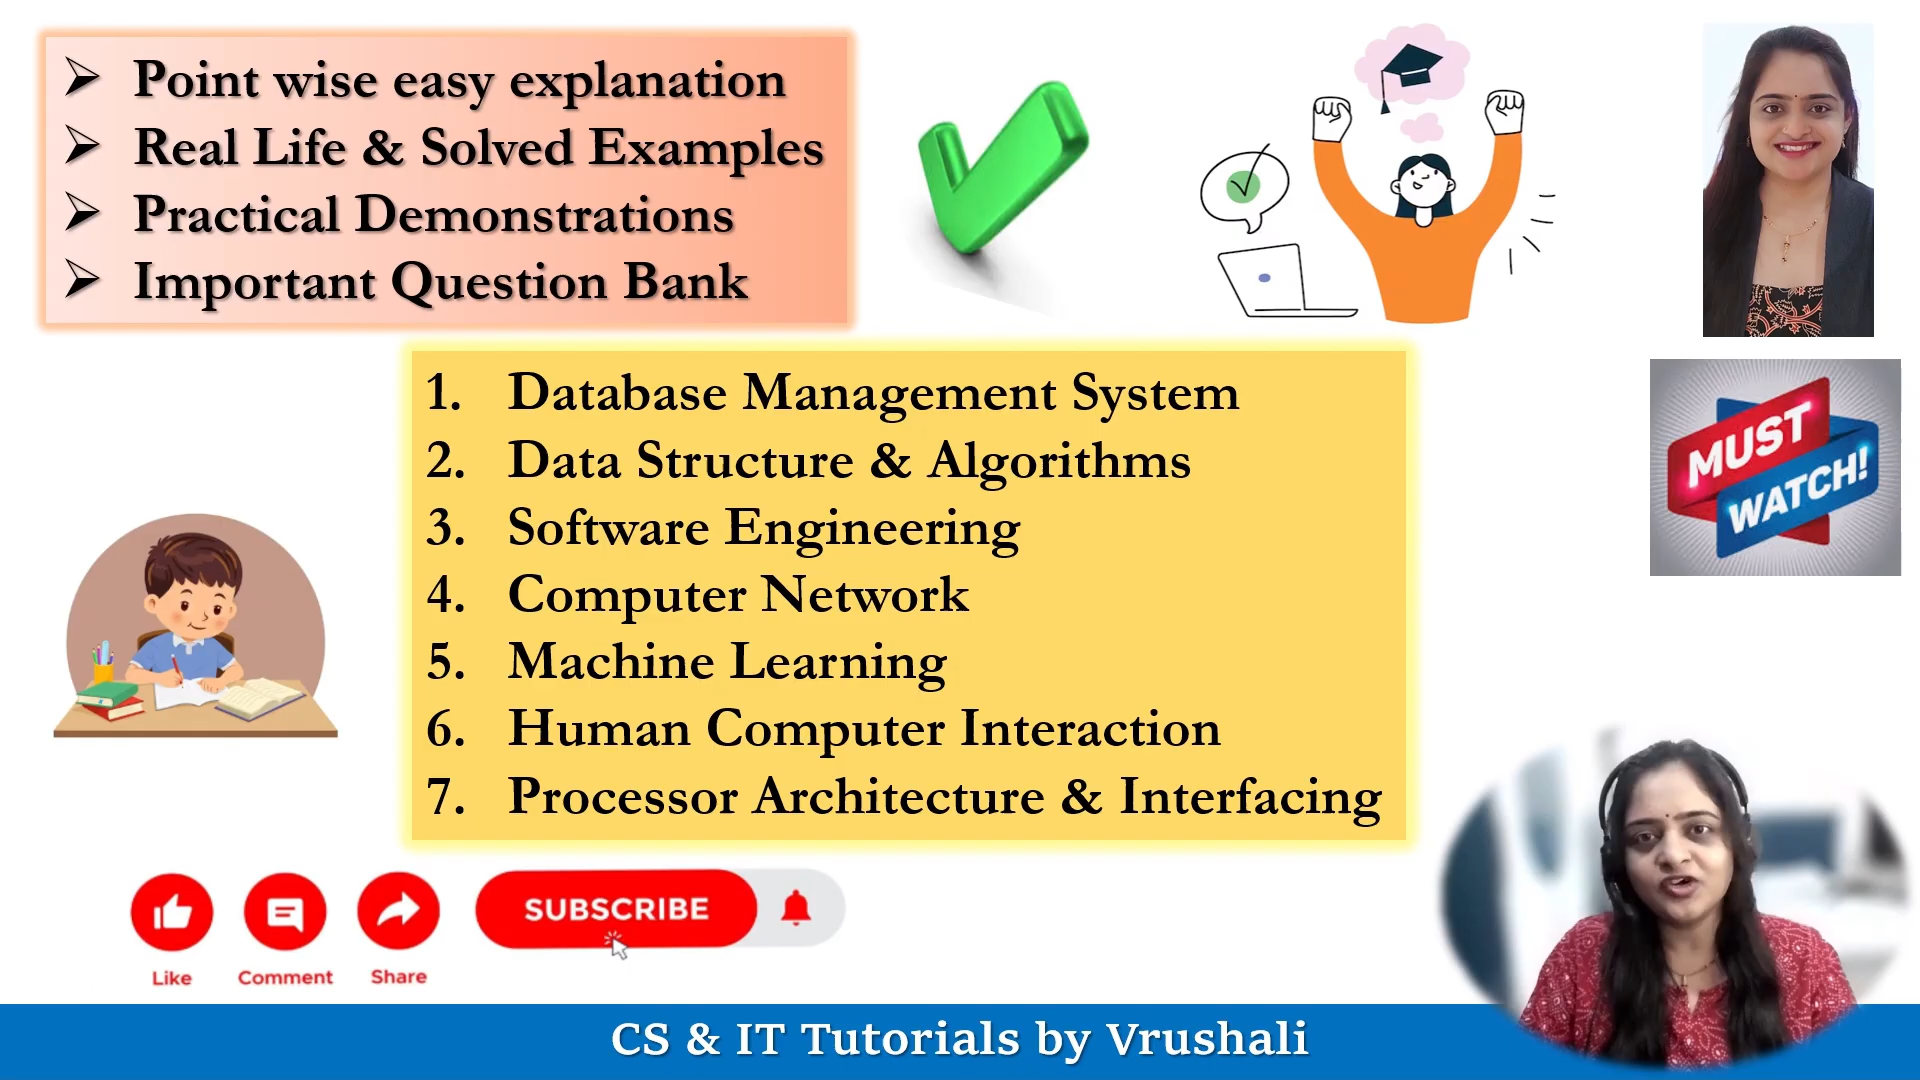 Point wise easy explanation
Real Life & Solved Examples
Practical Demonstrations
Important Question Bank
1. Database Management System
2. Data Structure & Algorithms
3. Software Engineering
4. Computer Network
5. Machine Learning
6. Human Computer Interaction
7. Processor Architecture & Interfacing
MUST
WATCH!
SUBSCRIBE
Like
Comment
Share
CS & IT Tutorials by Vrushali